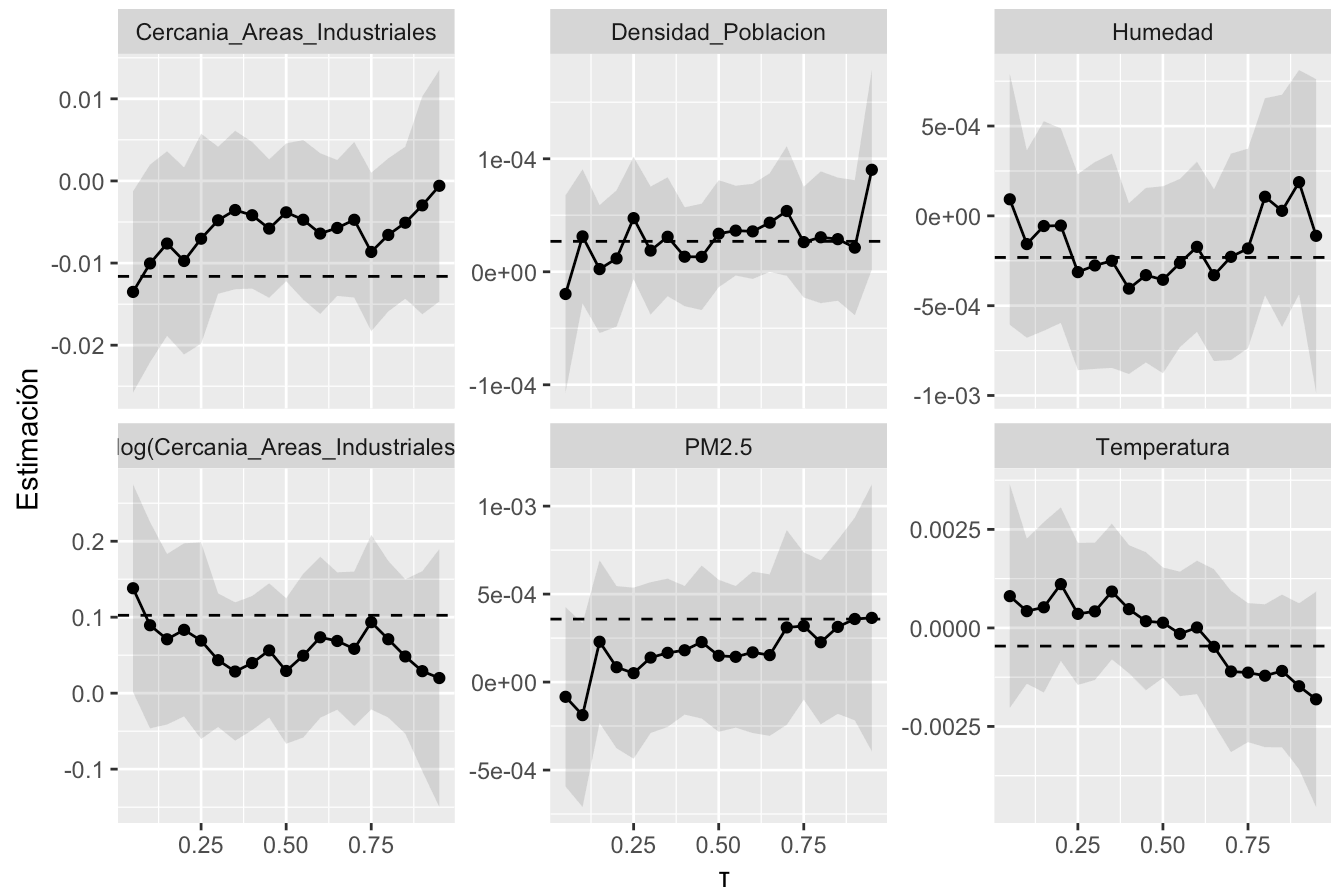 Cercania_Areas_Industriales
Densidad_Poblacion
Humedad
0.01
0.00
-0.01
-0.02
1e-04
0e+00
-1e-04
5e-04
0e+00
-5e-04
-1e-03
Estimación
log(Cercania_Areas_Industriales
PM2.5
Temperatura
0.2
0.1
0.0
-0.1
1e-03
5e-04
0e+00
-5e-04
0.0025
0.0000
-0.0025
0.25 0.50 0.75
0.25 0.50 0.75
0.25 0.50 0.75
τ